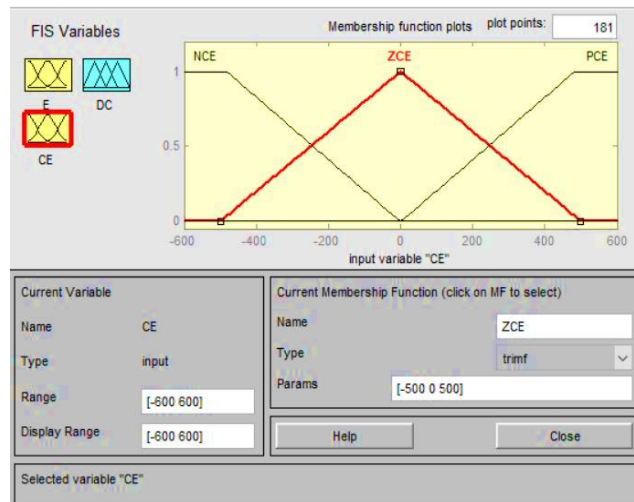 FIS Variables
Membership function plots plot points: 181
NCE ZCE PCE
E DC
CE
1
0.5
0
-600 -400 -200 0 200 400 600
input variable "CE"
Current Variable
Name CE
Type input
Range [-600 600]
Display Range [-600 600]
Current Membership Function (click on MF to select)
Name ZCE
Type trimf
Params [-500 0 500]
Help Close
Selected variable "CE"